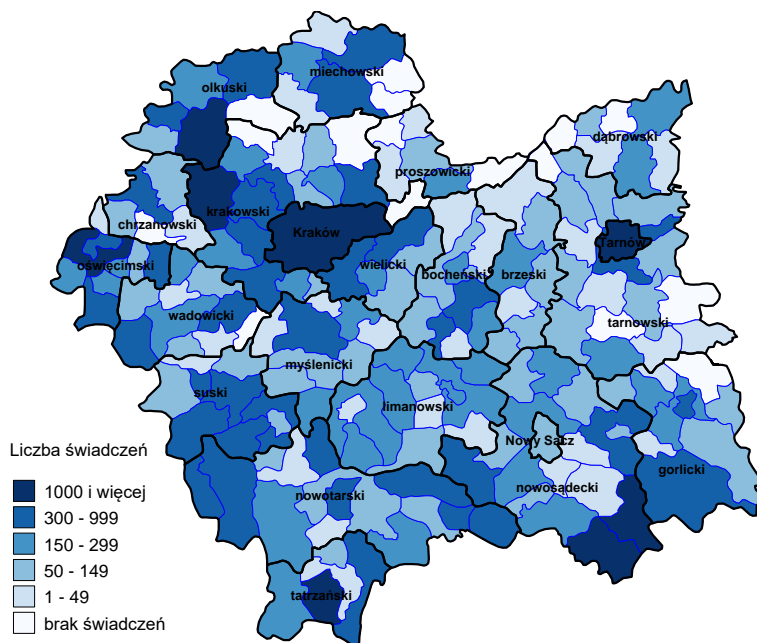 olkuski
miechowski
dąbrowski
proszowicki
chrzanowski
krakowski
Kraków
Tarnów
oświęcimski
wielicki
bocheński
brzeski
wadowicki
tarnowski
myślenicki
suski
limanowski
Nowy Sącz
gorlicki
nowotarski
nowosądecki
tatrzański
Liczba świadczeń
1000 i więcej
300 - 999
150 - 299
50 - 149
1 - 49
brak świadczeń